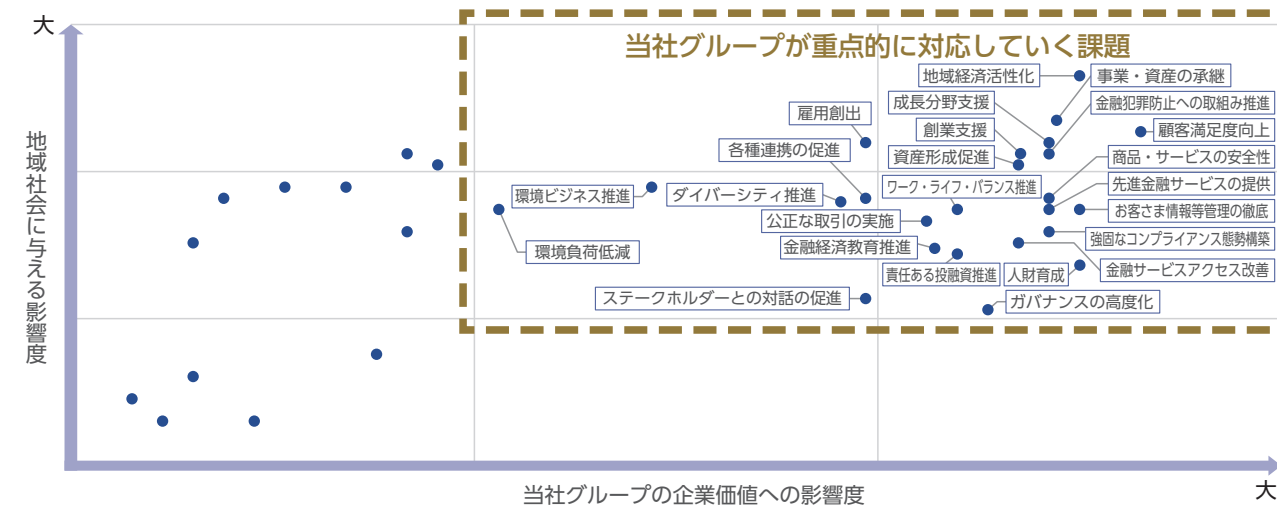 大
当社グループが重点的に対応していく課題
地域経済活性化
事業・資産の承継
成長分野支援
金融犯罪防止への取組み推進
雇用創出
創業支援
顧客満足度向上
各種連携の促進
資産形成促進
商品・サービスの安全性
環境ビジネス推進
ダイバーシティ推進
ワーク・ライフ・バランス推進
先進金融サービスの提供
公正な取引の実施
お客さま情報等管理の徹底
環境負荷低減
金融経済教育推進
強固なコンプライアンス態勢構築
責任ある投融資推進
人財育成
金融サービスアクセス改善
ステークホルダーとの対話の促進
ガバナンスの高度化
地域社会に与える影響度
当社グループの企業価値への影響度
大